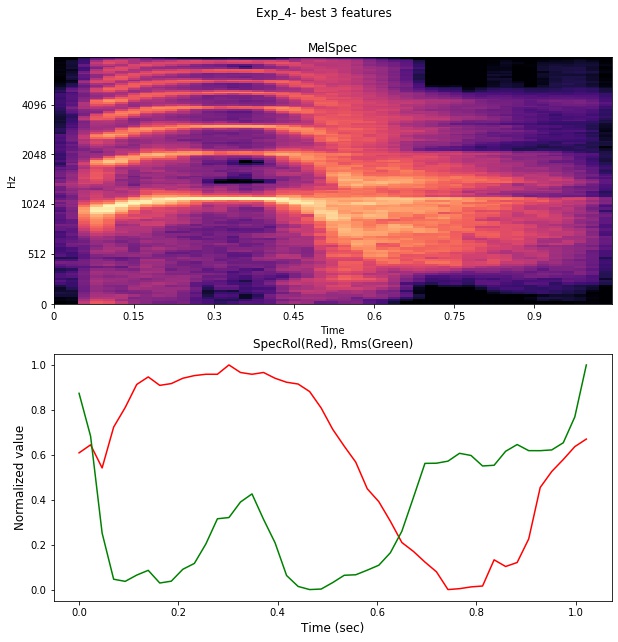 Exp_4- best 3 features
MelSpec
4096
2048
1024
512
0
Hz
0 0.15 0.3 0.45 0.6 0.75 0.9
Time
SpecRol(Red), Rms(Green)
1.0
0.8
0.6
0.4
0.2
0.0
Normalized value
0.0 0.2 0.4 0.6 0.8 1.0
Time (sec)